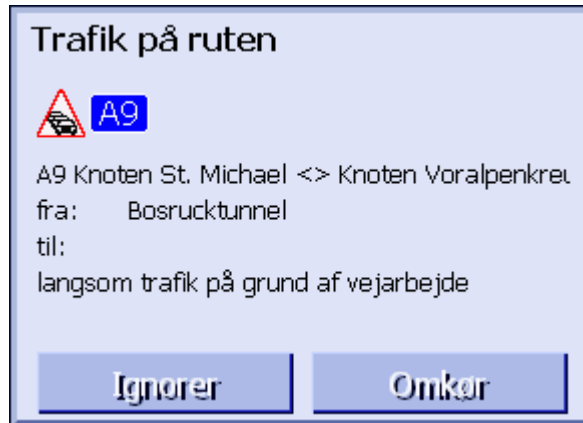 Trafik på ruten
A9
A9 Knoten St. Michael <> Knoten Voralpenkreu
fra: Bosrucktunnel
til:
langsom trafik på grund af vejarbejde
Ignorer Omkør